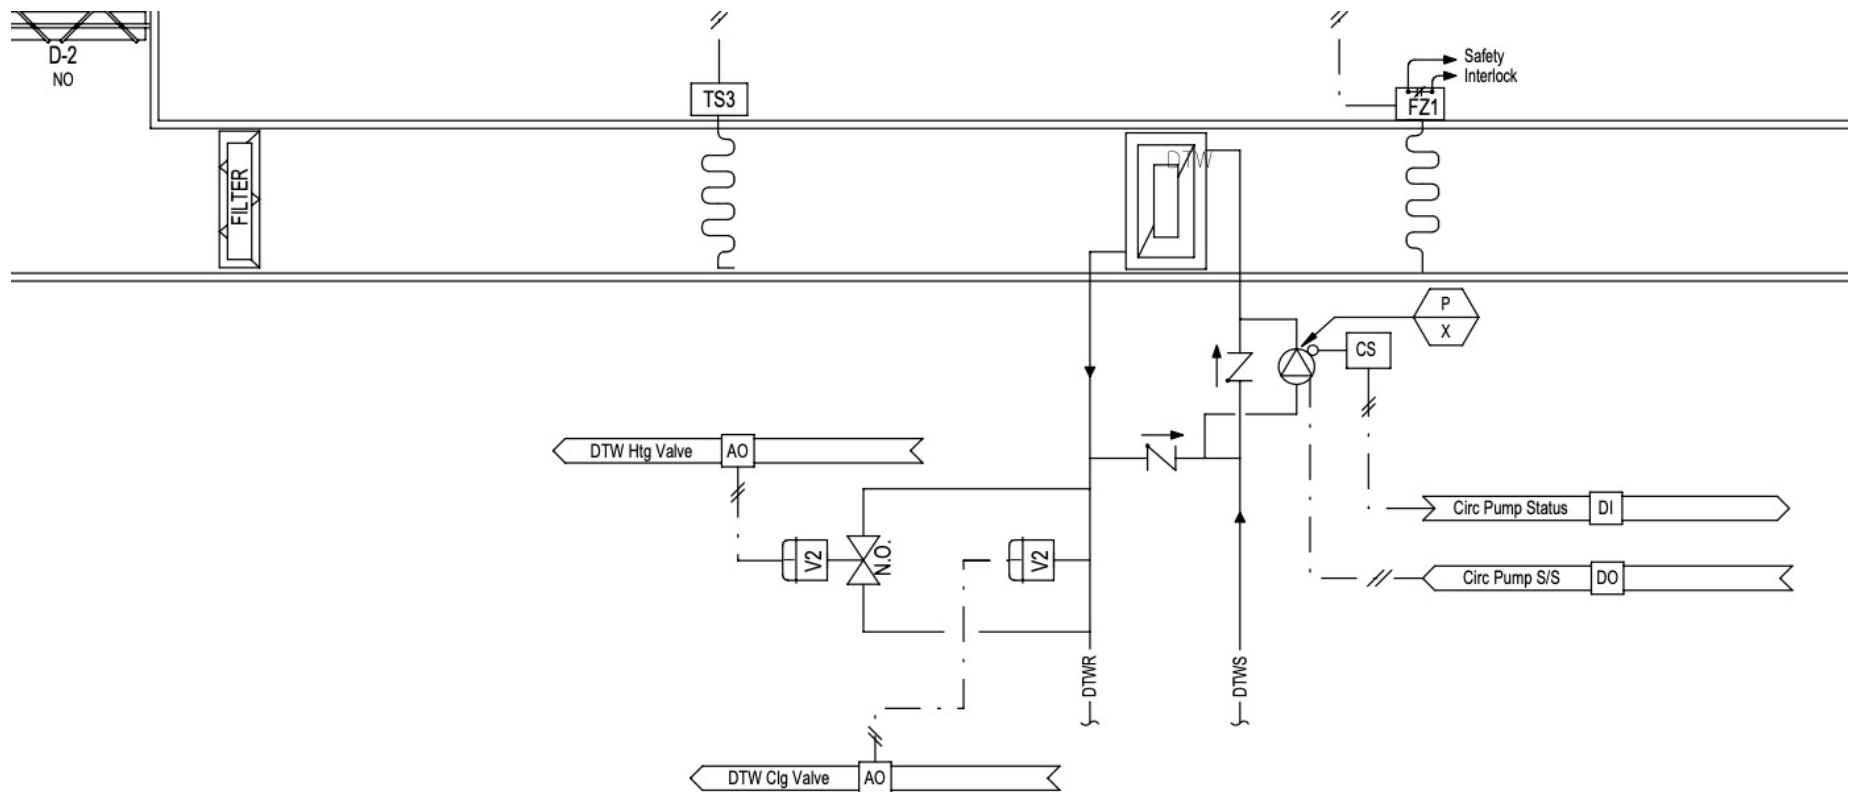 D-2
NO
TS3
Safety
Interlock
FZ1
FILTER
DTW
P
X
CS
DTW Htg Valve AO
Circ Pump Status DI
V2
N.O.
V2
Circ Pump S/S DO
DTWR
DTWS
DTW Clg Valve AO